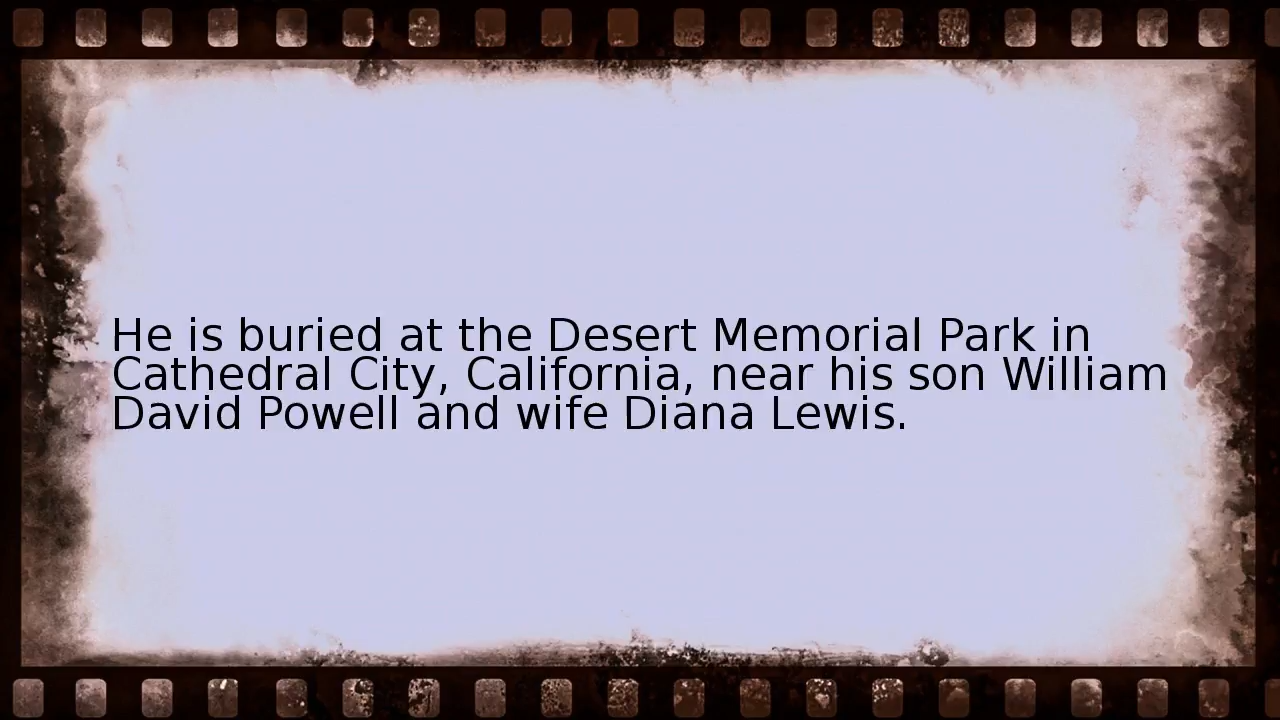 He is buried at the Desert Memorial Park in
Cathedral City, California, near his son William
David Powell and wife Diana Lewis.